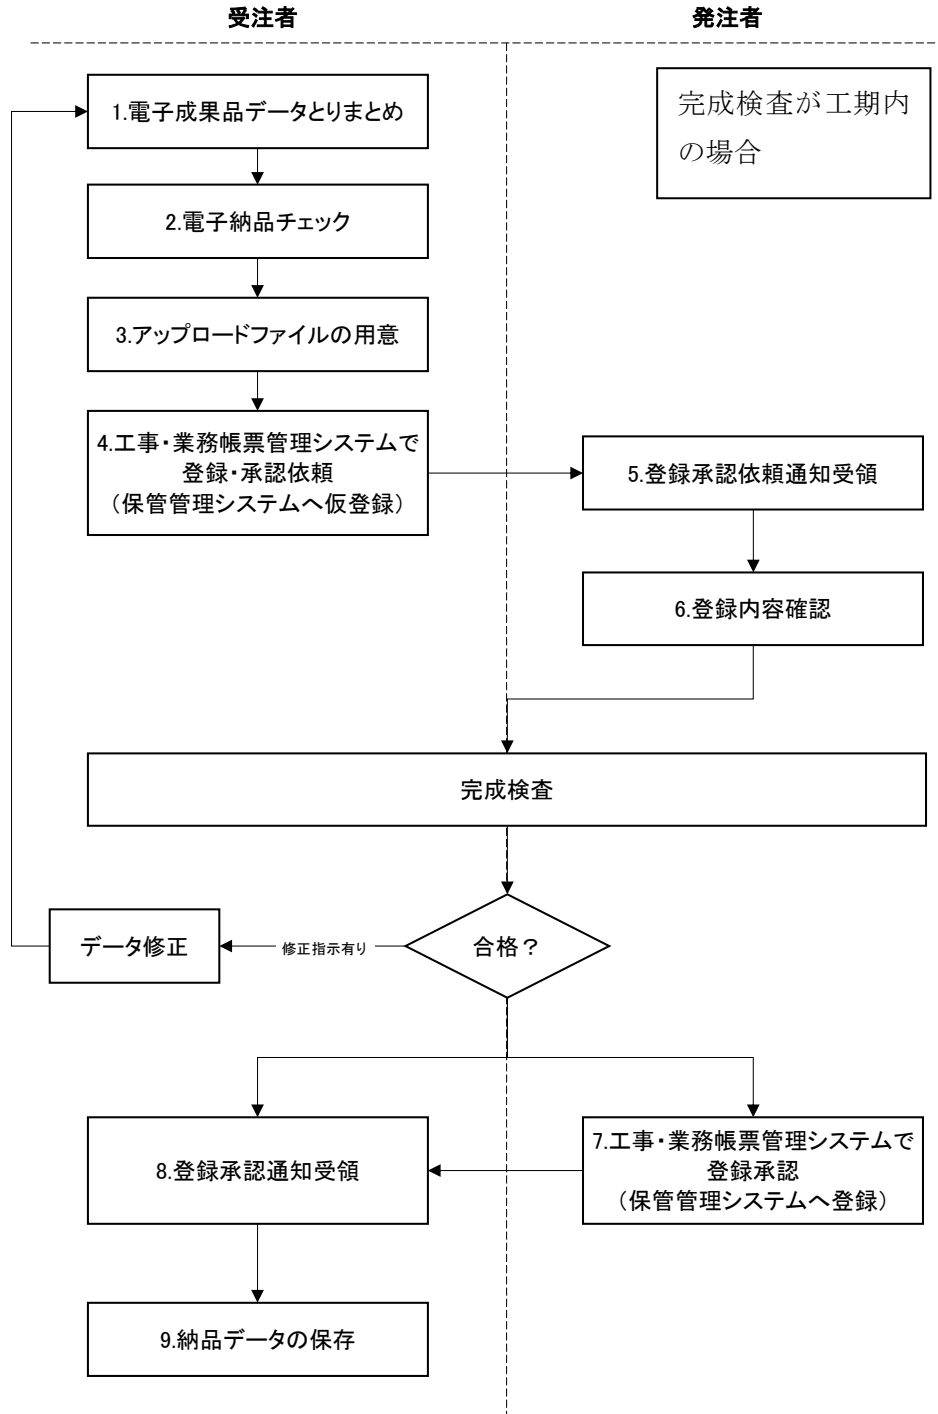 受注者
発注者
完成検査が工期内
の場合
1.電子成果品データとりまとめ
2.電子納品チェック
3.アップロードファイルの用意
4.工事・業務帳票管理システムで
登録・承認依頼
（保管管理システムへ仮登録）
5.登録承認依頼通知受領
6.登録内容確認
完成検査
合格？
修正指示有り
データ修正
7.工事・業務帳票管理システムで
登録承認
（保管管理システムへ登録）
8.登録承認通知受領
9.納品データの保存